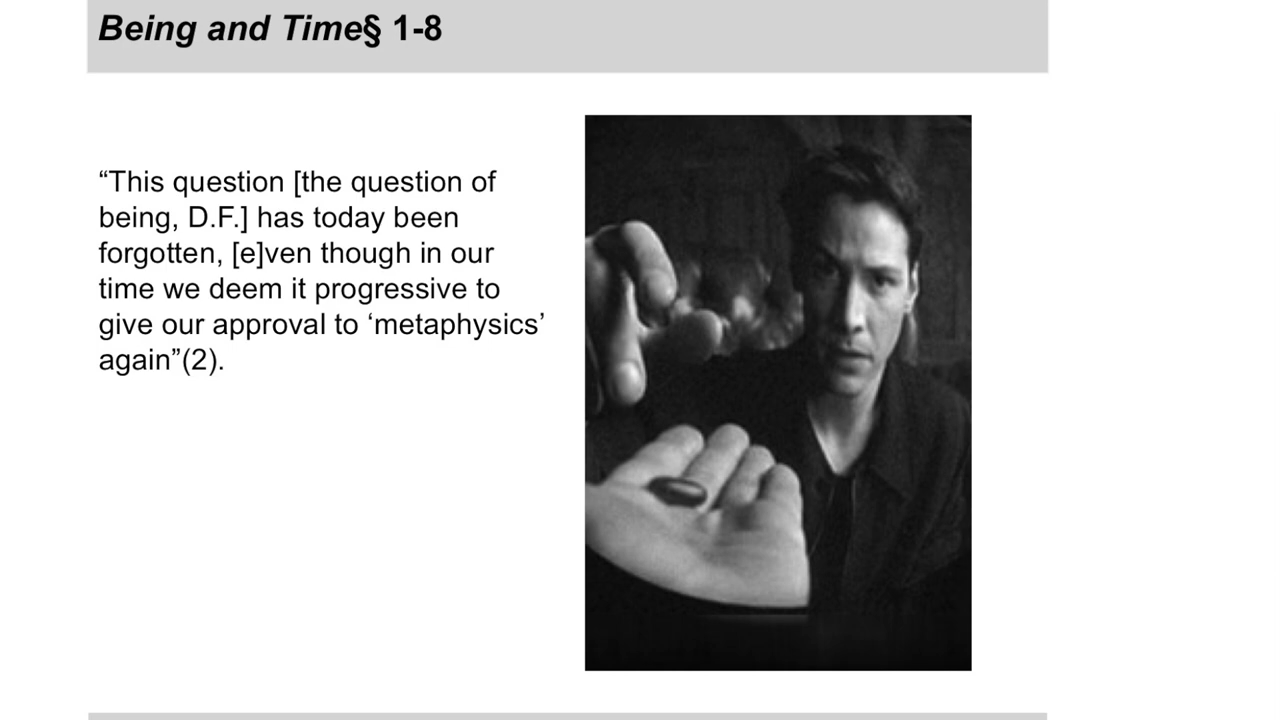 Being and Time§ 1-8
“This question [the question of
being, D.F.] has today been
forgotten, [e]ven though in our
time we deem it progressive to
give our approval to ‘metaphysics’
again”(2).